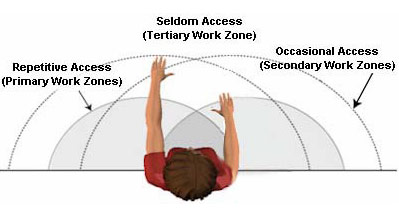 Seldom Access
(Tertiary Work Zone)
Occasional Access
(Secondary Work Zones)
Repetitive Access
(Primary Work Zones)